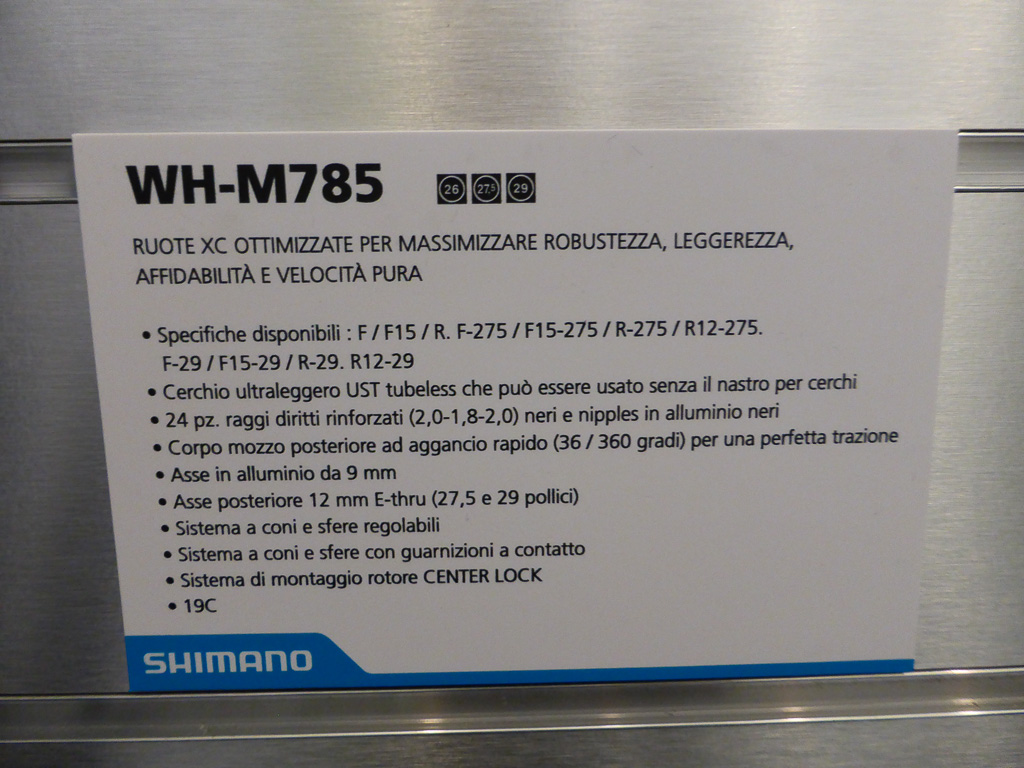 WH-M785 26 27.5 29
RUOTE XC OTTIMIZZATE PER MASSIMIZZARE ROBUSTEZZA, LEGGEREZZA,
AFFIDABILITÀ E VELOCITÀ PURA
• Specifiche disponibili : F / F15 / R. F-275 / F15-275 / R-275 / R12-275.
F-29 / F15-29 / R-29. R12-29
• Cerchio ultraleggero UST tubeless che può essere usato senza il nastro per cerchi
• 24 pz. raggi diritti rinforzati (2,0-1,8-2,0) neri e nipples in alluminio neri
• Corpo mozzo posteriore ad aggancio rapido (36 / 360 gradi) per una perfetta trazione
• Asse in alluminio da 9 mm
• Asse posteriore 12 mm E-thru (27,5 e 29 pollici)
• Sistema a coni e sfere regolabili
• Sistema a coni e sfere con guarnizioni a contatto
• Sistema di montaggio rotore CENTER LOCK
• 19C
SHIMANO